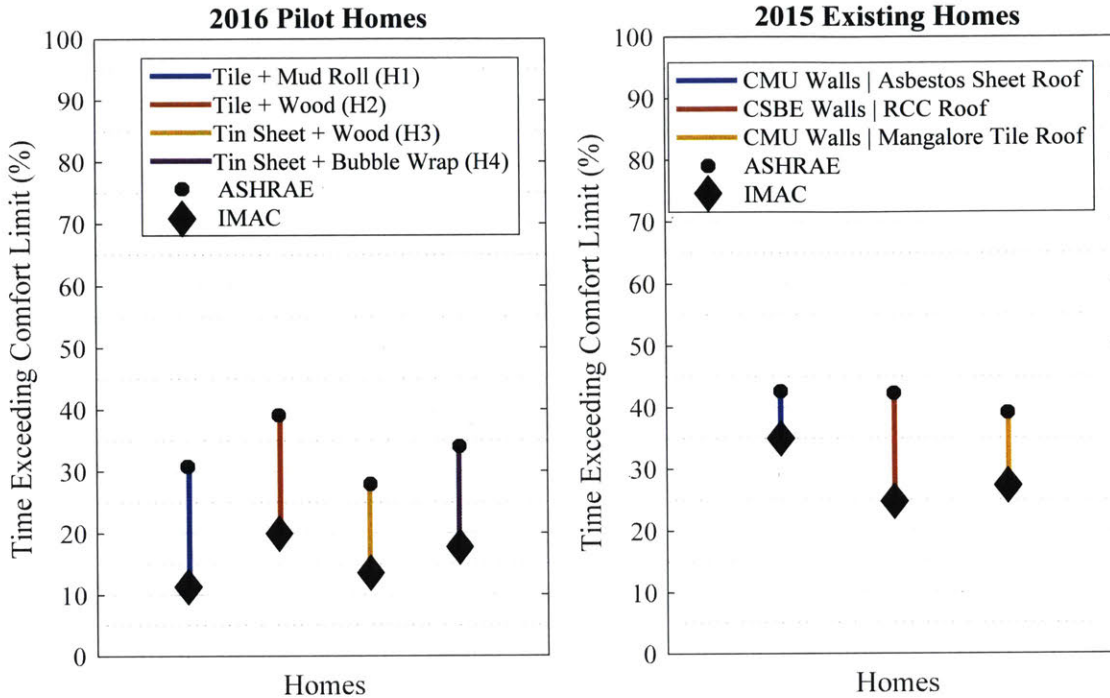 2016 Pilot Homes
Time Exceeding Comfort Limit (%)
100
90
80
70
60
50
40
30
20
10
0
Tile + Mud Roll (H1)
Tile + Wood (H2)
Tin Sheet + Wood (H3)
Tin Sheet + Bubble Wrap (H4)
ASHRAE
IMAC
Homes
2015 Existing Homes
Time Exceeding Comfort Limit (%)
100
90
80
70
60
50
40
30
20
10
0
CMU Walls | Asbestos Sheet Roof
CSBE Walls | RCC Roof
CMU Walls | Mangalore Tile Roof
ASHRAE
IMAC
Homes